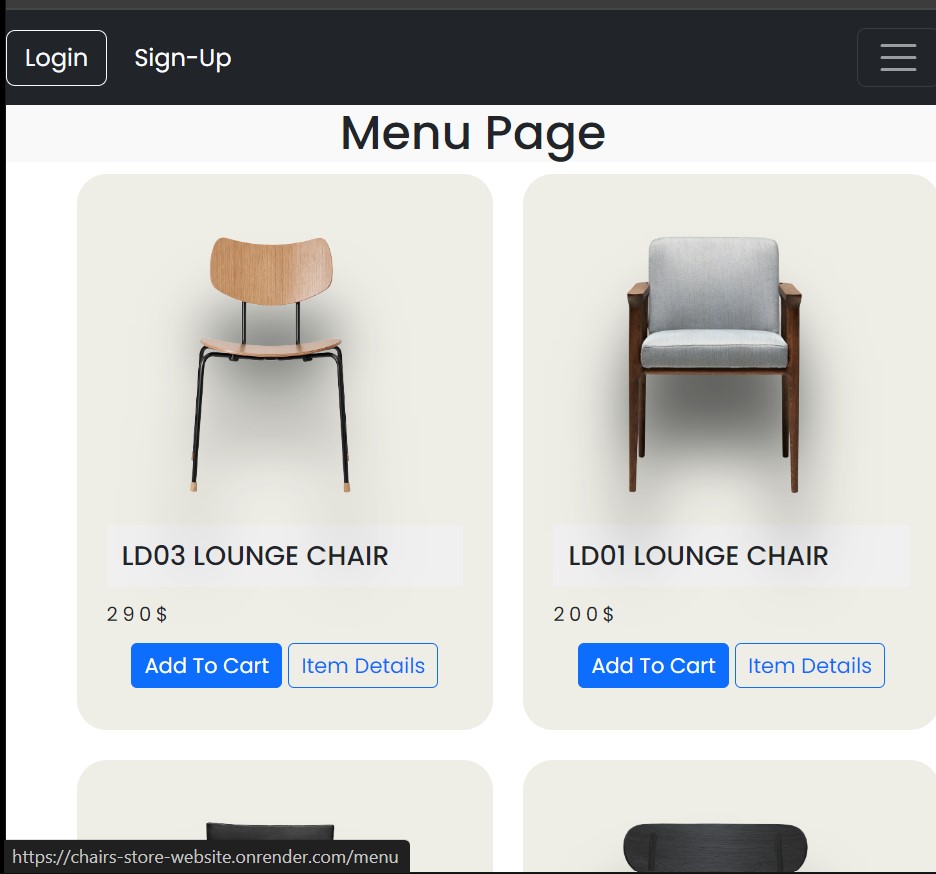 Login Sign-Up
Menu Page
LD03 LOUNGE CHAIR
290$
Add To Cart Item Details
LD01 LOUNGE CHAIR
200$
Add To Cart Item Details
https://chairs-store-website.onrender.com/menu